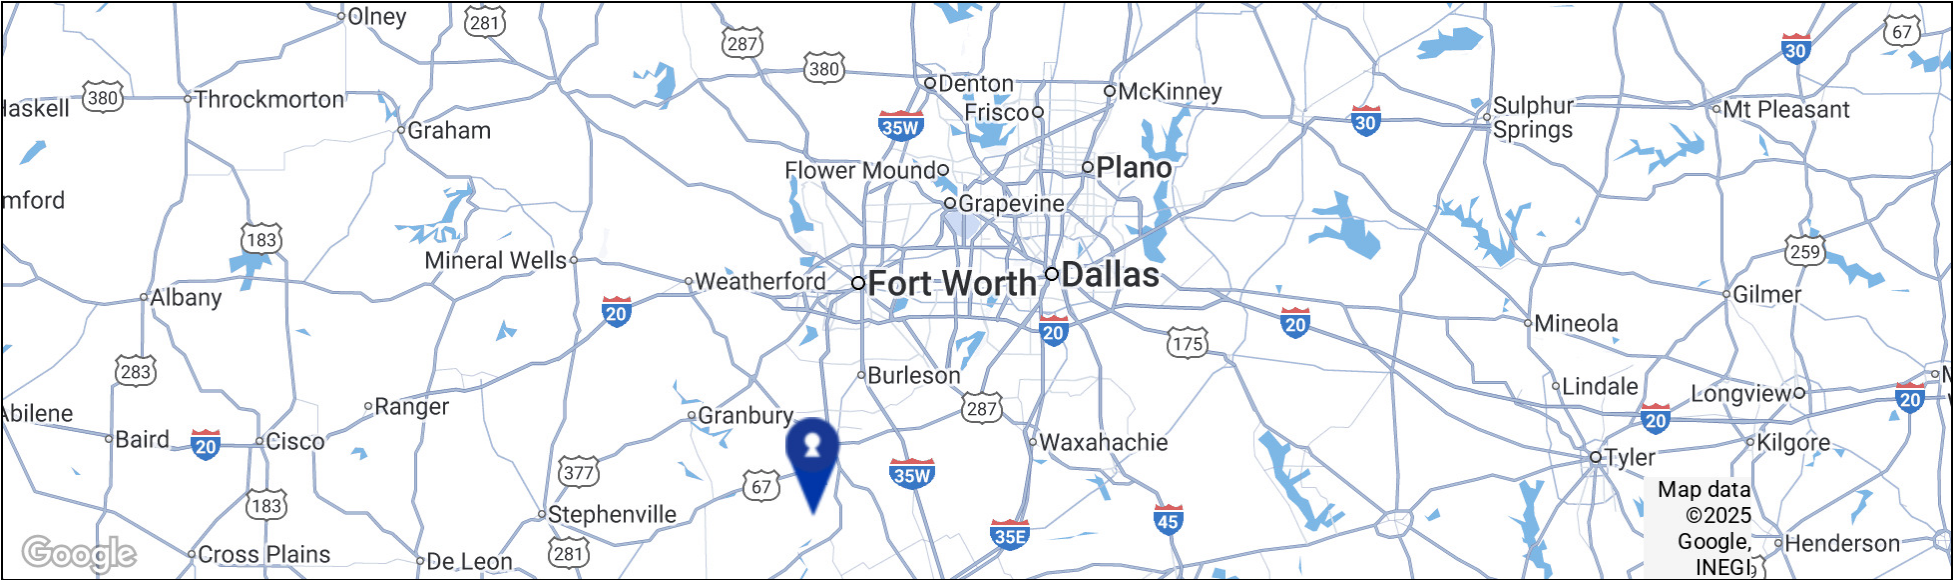 Olney
281
287
67
30
380
Denton
380
Throckmorton
McKinney
Haskell
Frisco
Sulphur
Springs
Mt Pleasant
35W
30
Graham
Flower Mound
Plano
mford
Grapevine
183
259
Mineral Wells
Weatherford
Fort Worth
Dallas
Albany
Gilmer
20
20
20
Mineola
175
283
Burleson
Lindale
Longview
20
Ranger
287
Granbury
Abilene
Baird
20
Cisco
20
Waxahachie
Kilgore
Tyler
377
35W
67
183
Stephenville
45
Map data
©2025
Google,
INEGI
35E
Henderson
Google
Cross Plains
De Leon
281